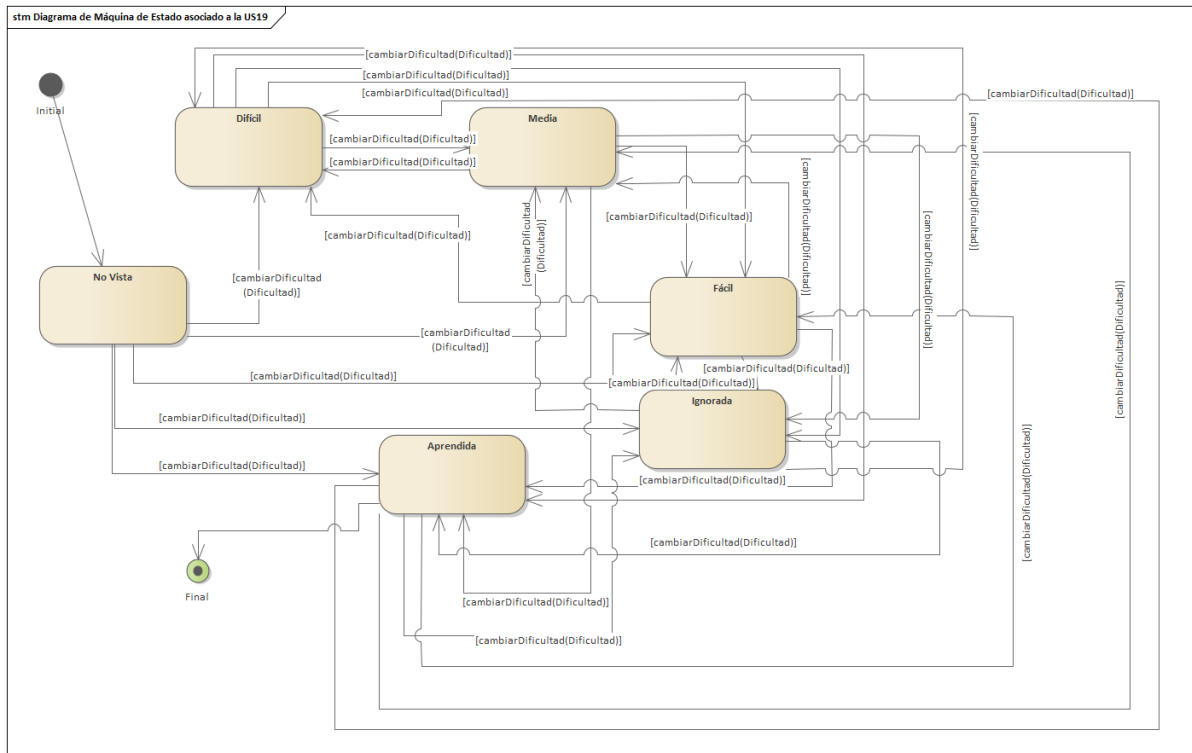 stm Diagrama de Máquina de Estado asociado a la US19
[cambiarDificultad(Dificultad)]
[cambiarDificultad(Dificultad)]
[cambiarDificultad(Dificultad)]
[cambiarDificultad(Dificultad)]
Initial
Difícil
Media
[cambiarDificultad(Dificultad)]
[cambiarDificultad(Dificultad)]
[cambiarDificultad(Dificultad)]
[cambiarDificultad(Dificultad)]
[cambiarDificultad(Dificultad)]
[cambiarDificultad(Dificultad)]
[cambiarDificultad(Dificultad)]
[cambiarDificultad
(Dificultad)]
No Vista
[cambiarDificultad
(Dificultad)]
Fácil
[cambiarDificultad(Dificultad)]
[cambiarDificultad
(Dificultad)]
[cambiarDificultad(Dificultad)]
[cambiarDificultad(Dificultad)]
[cambiarDificultad(Dificultad)]
Ignorada
[cambiarDificultad(Dificultad)]
Aprendida
[cambiarDificultad(Dificultad)]
[cambiarDificultad(Dificultad)]
[cambiarDificultad(Dificultad)]
[cambiarDificultad(Dificultad)]
Final
[cambiarDificultad(Dificultad)]
[cambiarDificultad(Dificultad)]